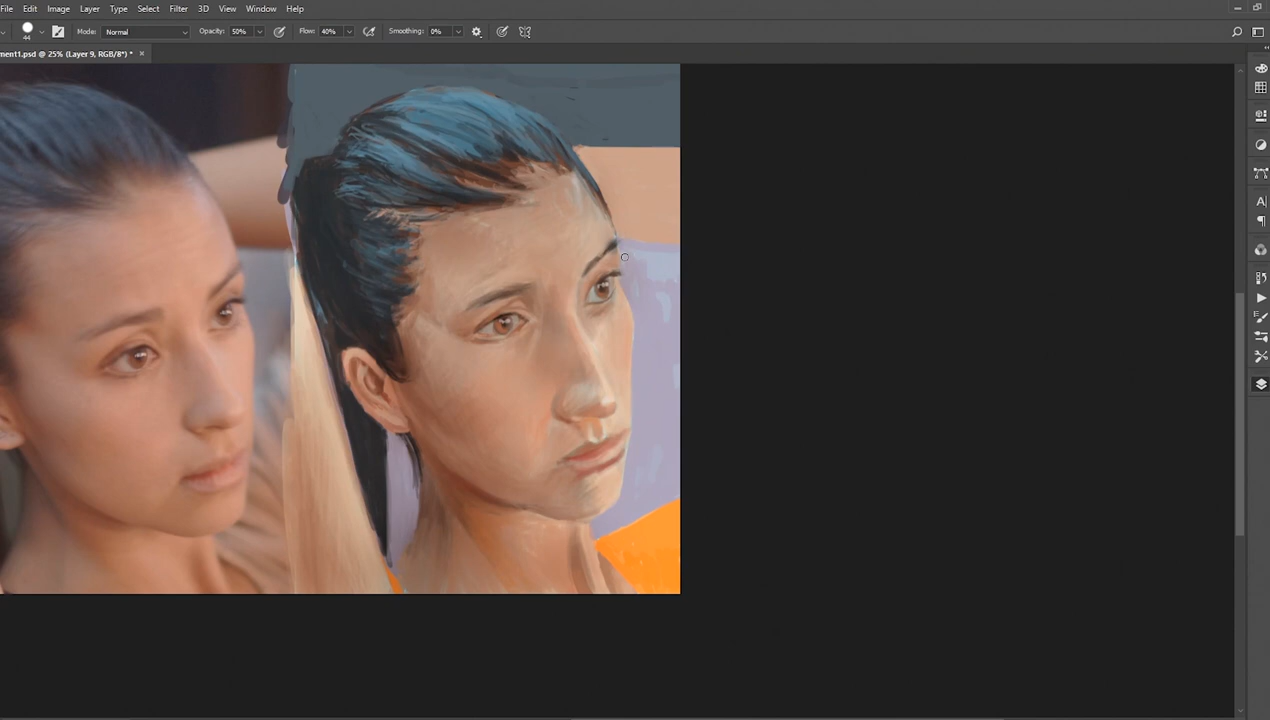 File Edit Image Layer Type Select Filter 3D View Window Help
44 Mode: Normal Opacity: 50% Flow: 40% Smoothing: 0%
ment1.psd @ 25% (Layer 9, RGB/8*) *